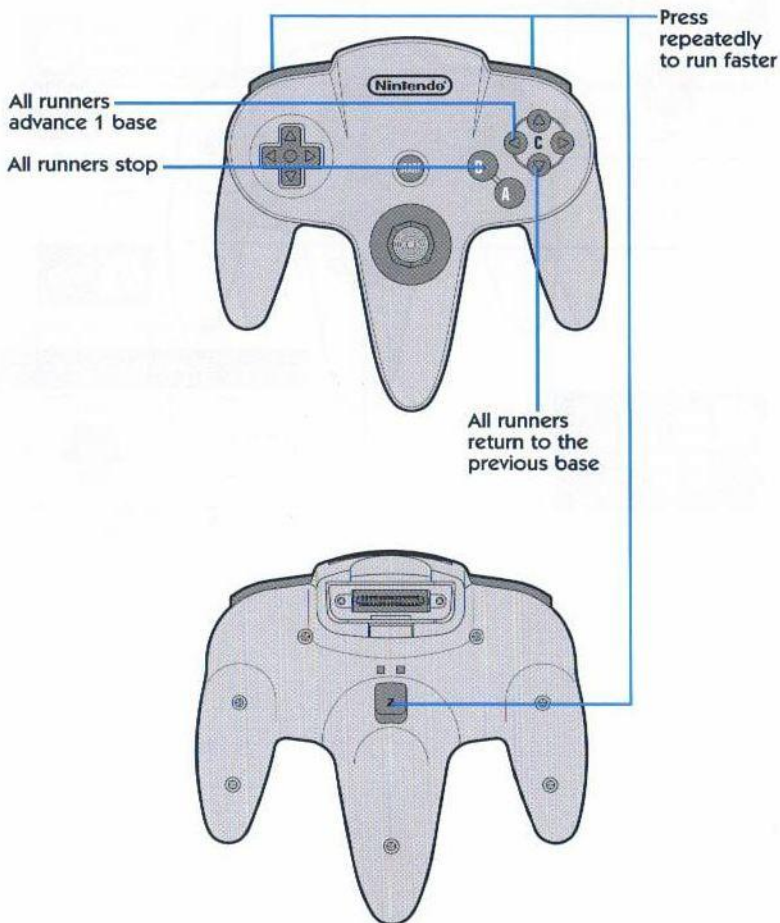 Press
repeatedly
to run faster
Nintendo
All runners
advance 1 base
C
All runners stop
START
B
A
All runners
return to the
previous base
Z